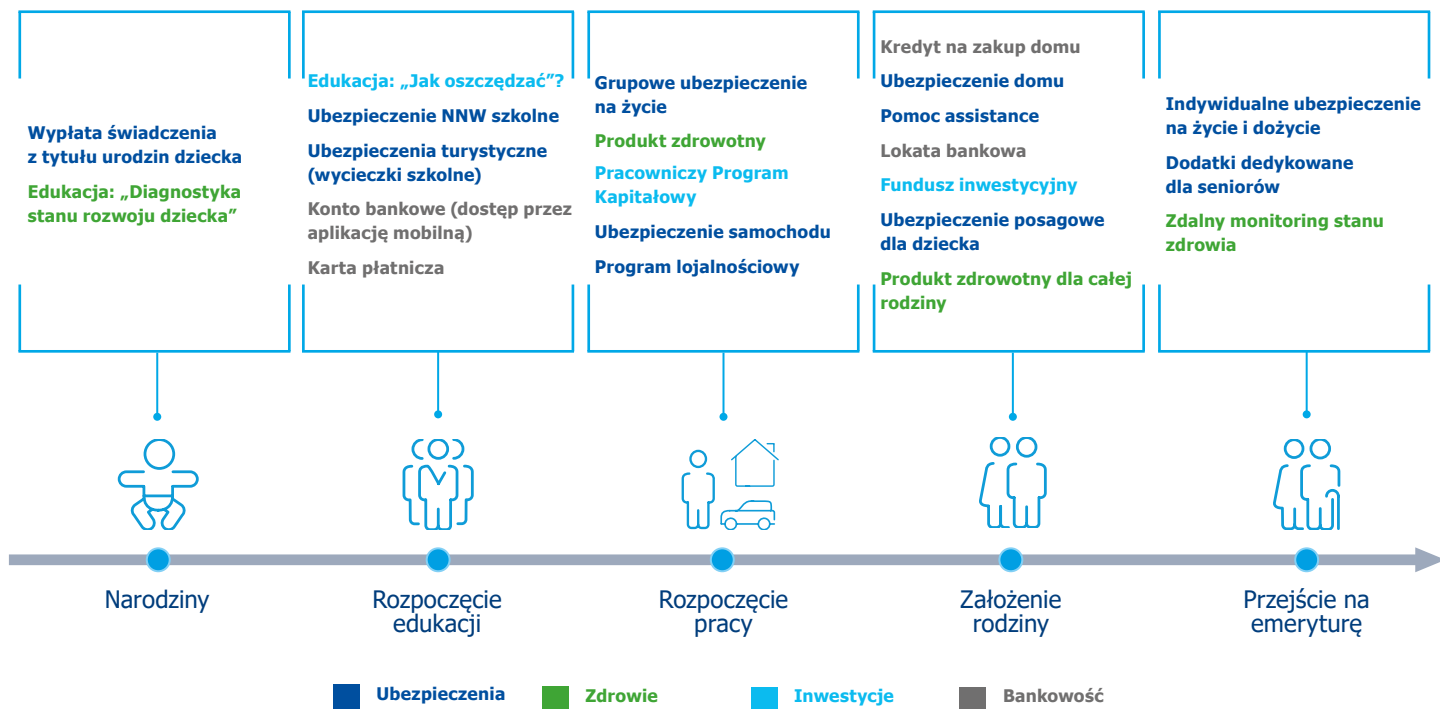 Wypłata świadczenia
z tytułu urodzin dziecka
Edukacja: „Diagnostyka
stanu rozwoju dziecka”
Edukacja: „Jak oszczędzać”?
Ubezpieczenie NNW szkolne
Ubezpieczenia turystyczne
(wycieczki szkolne)
Konto bankowe (dostęp przez
aplikację mobilną)
Karta płatnicza
Grupowe ubezpieczenie
na życie
Produkt zdrowotny
Pracowniczy Program
Kapitałowy
Ubezpieczenie samochodu
Program lojalnościowy
Kredyt na zakup domu
Ubezpieczenie domu
Pomoc assistance
Lokata bankowa
Fundusz inwestycyjny
Ubezpieczenie posagowe
dla dziecka
Produkt zdrowotny dla całej
rodziny
Indywidualne ubezpieczenie
na życie i dożycie
Dodatki dedykowane
dla seniorów
Zdalny monitoring stanu
zdrowia
Narodziny
Rozpoczęcie
edukacji
Rozpoczęcie
pracy
Założenie
rodziny
Przejście na
emeryturę
Ubezpieczenia
Zdrowie
Inwestycje
Bankowość